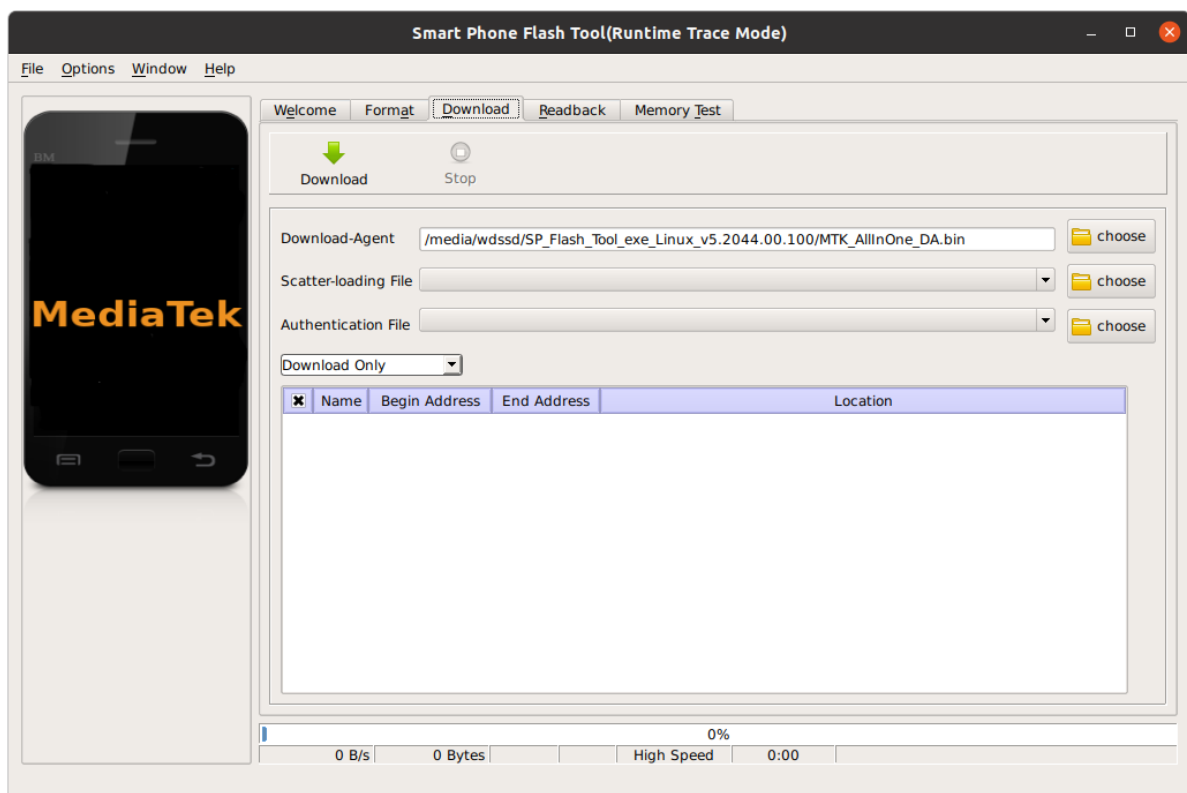 Smart Phone Flash Tool(Runtime Trace Mode)
File Options Window Help
Welcome Format Download Readback Memory Test
BM
MediaTek
Download Stop
Download-Agent /media/wdssd/SP_Flash_Tool_exe_Linux_v5.2044.00.100/MTK_AllInOne_DA.bin choose
Scatter-loading File choose
Authentication File choose
Download Only
Name Begin Address End Address Location
0%
0 B/s 0 Bytes High Speed 0:00